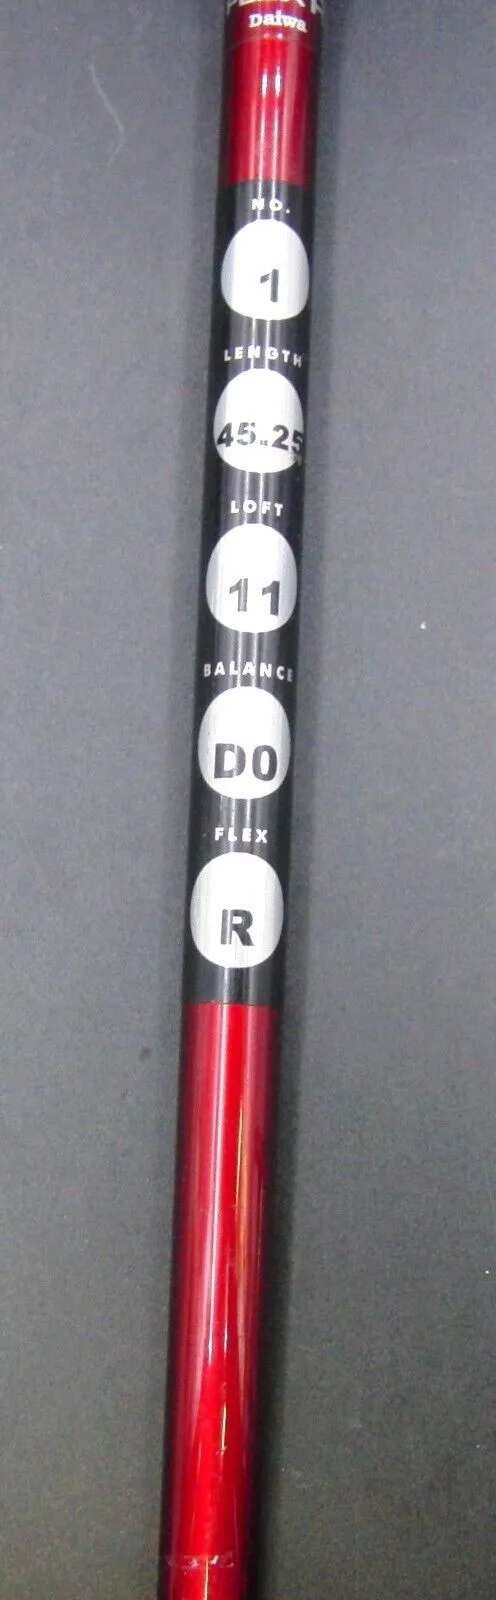 Daiwa
NO.
1
LENGTH
45.25
LOFT
11
BALANCE
D0
FLEX
R